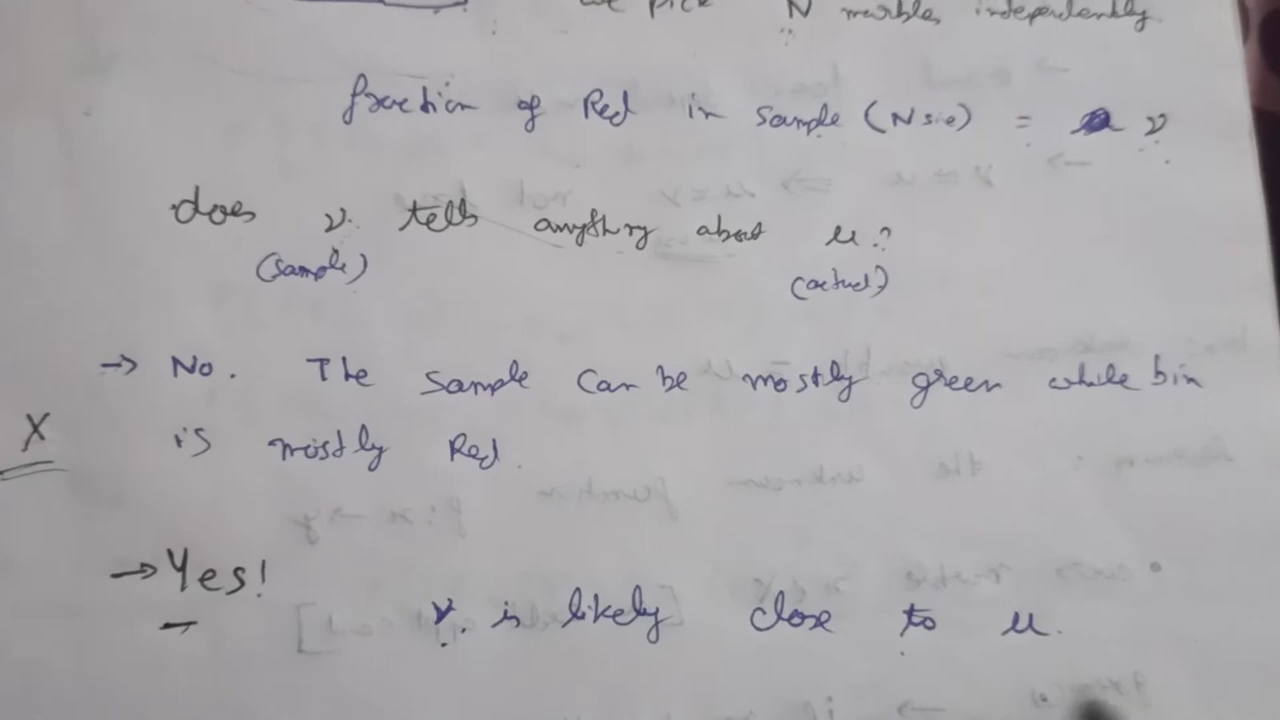 we pick N marbles independently.
fraction of Red in sample (N size) = ν
does ν tells anything about μ?
(sample) (actual)
→ No. The sample can be mostly green while bin
X is mostly Red.
→ Yes!
ν is likely close to μ.